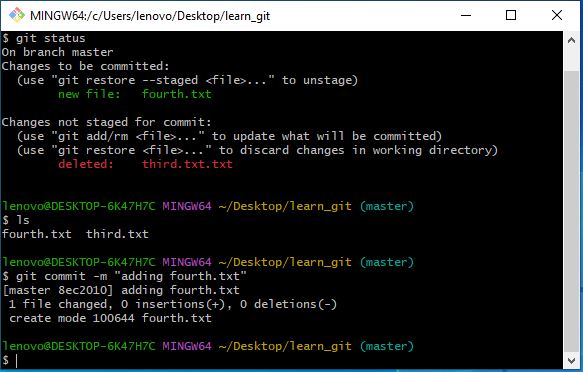 MINGW64:/c/Users/lenovo/Desktop/learn_git
$ git status
On branch master
Changes to be committed:
  (use "git restore --staged <file>..." to unstage)
        new file:   fourth.txt

Changes not staged for commit:
  (use "git add/rm <file>..." to update what will be committed)
  (use "git restore <file>..." to discard changes in working directory)
        deleted:    third.txt.txt

lenovo@DESKTOP-6K47H7C MINGW64 ~/Desktop/learn_git (master)
$ ls
fourth.txt  third.txt

lenovo@DESKTOP-6K47H7C MINGW64 ~/Desktop/learn_git (master)
$ git commit -m "adding fourth.txt"
[master 8ec2010] adding fourth.txt
 1 file changed, 0 insertions(+), 0 deletions(-)
 create mode 100644 fourth.txt

lenovo@DESKTOP-6K47H7C MINGW64 ~/Desktop/learn_git (master)
$